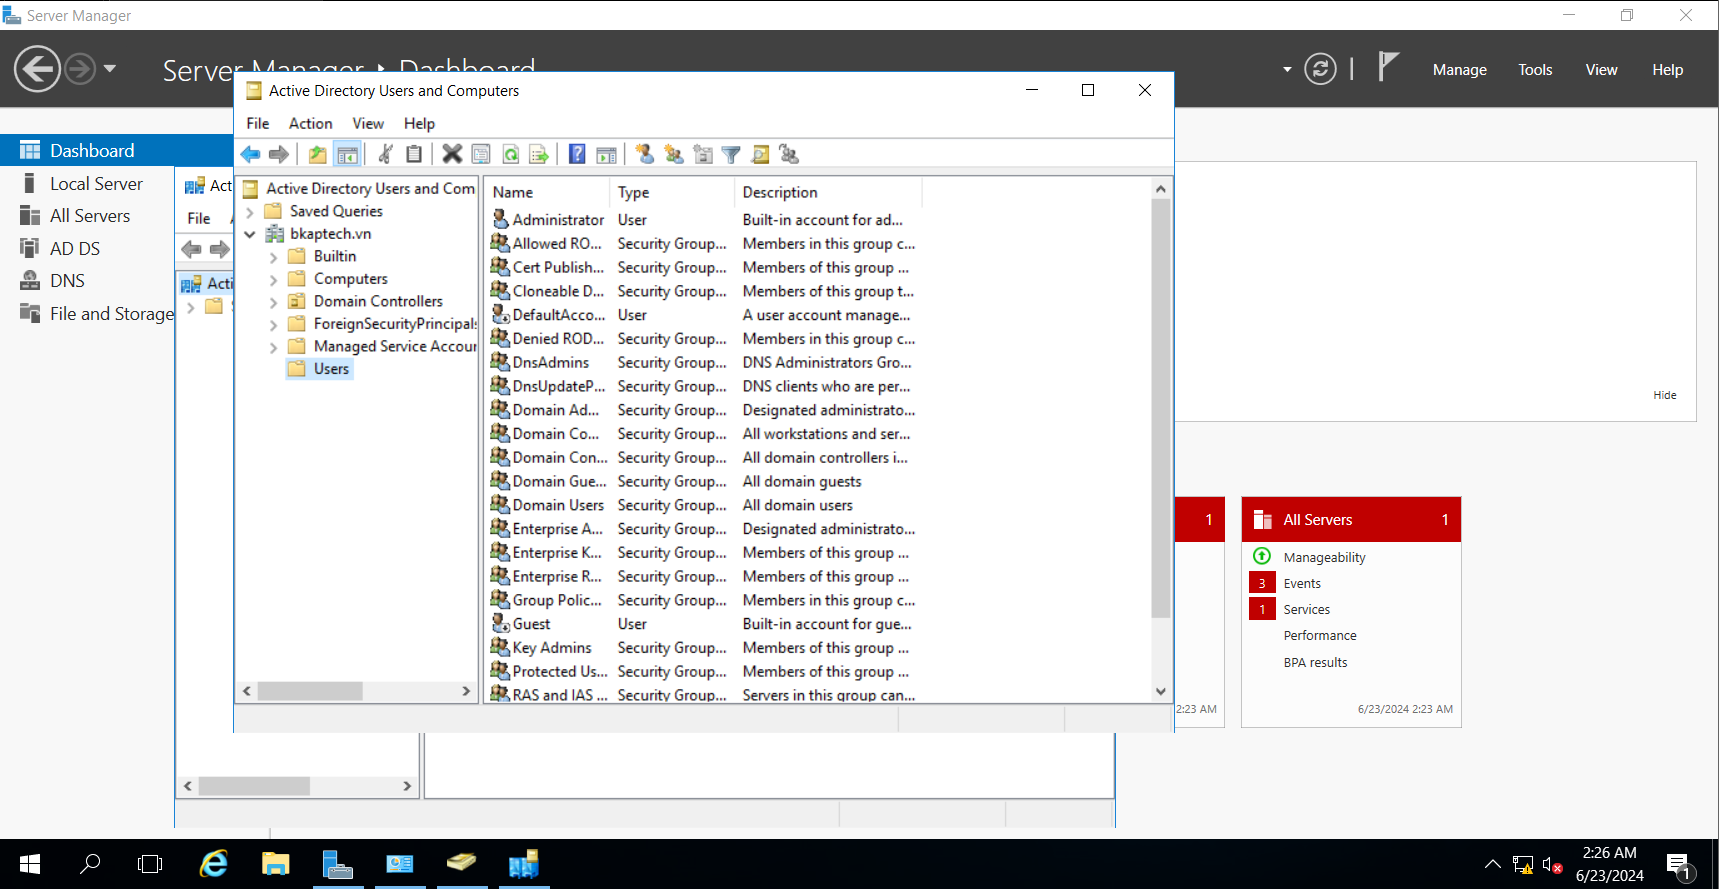 Server Manager
Server Manager ‣ Dashboard
Manage Tools View Help
Dashboard
Local Server
All Servers
AD DS
DNS
File and Storage
Acti
File
Acti
Active Directory Users and Computers
File Action View Help
Active Directory Users and Com
Saved Queries
bkaptech.vn
Builtin
Computers
Domain Controllers
ForeignSecurityPrincipals
Managed Service Accour
Users
Name Type Description
Administrator User Built-in account for ad...
Allowed RO... Security Group... Members in this group c...
Cert Publish... Security Group... Members of this group ...
Cloneable D... Security Group... Members of this group t...
DefaultAcco... User A user account manage...
Denied ROD... Security Group... Members in this group c...
DnsAdmins Security Group... DNS Administrators Gro...
DnsUpdateP... Security Group... DNS clients who are per...
Domain Ad... Security Group... Designated administrato...
Domain Co... Security Group... All workstations and ser...
Domain Con... Security Group... All domain controllers i...
Domain Gue... Security Group... All domain guests
Domain Users Security Group... All domain users
Enterprise A... Security Group... Designated administrato...
Enterprise K... Security Group... Members of this group ...
Enterprise R... Security Group... Members of this group ...
Group Polic... Security Group... Members in this group c...
Guest User Built-in account for gue...
Key Admins Security Group... Members of this group ...
Protected Us... Security Group... Members of this group ...
RAS and IAS ... Security Group... Servers in this group can...
Hide
1
2:23 AM
All Servers 1
Manageability
3 Events
1 Services
Performance
BPA results
6/23/2024 2:23 AM
2:26 AM
6/23/2024
1